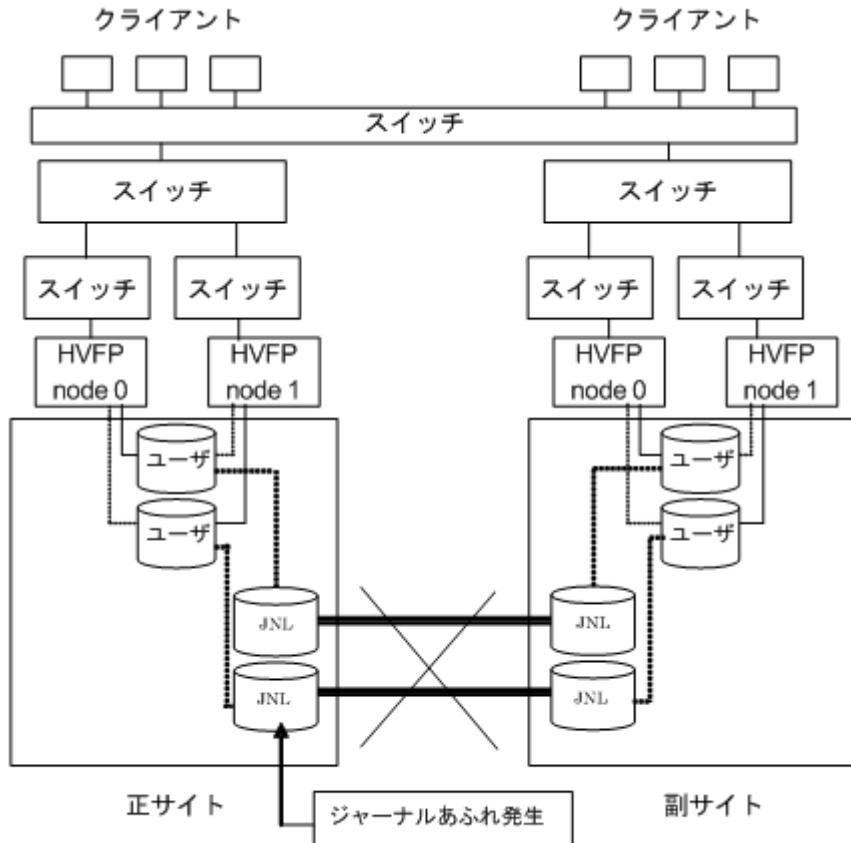 クライアント
クライアント
スイッチ
スイッチ
スイッチ
スイッチ
スイッチ
スイッチ
スイッチ
HVFP
node 0
HVFP
node 1
HVFP
node 0
HVFP
node 1
ユーザ
ユーザ
ユーザ
ユーザ
JNL
JNL
JNL
JNL
正サイト
副サイト
ジャーナルあふれ発生